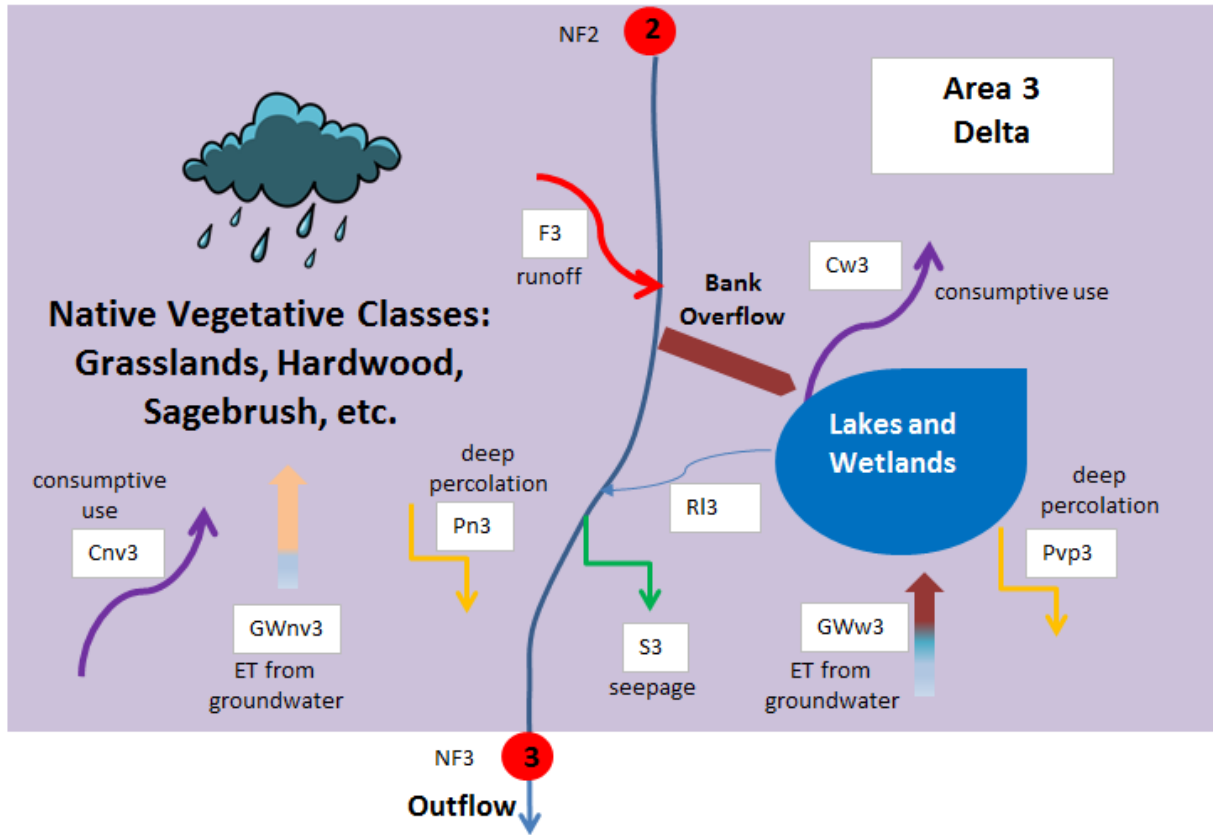 NF2
2
Area 3
Delta
F3
runoff
Cw3
consumptive use
Bank
Overflow
Native Vegetative Classes:
Grasslands, Hardwood,
Sagebrush, etc.
Lakes and
Wetlands
consumptive
use
Cnv3
deep
percolation
Pn3
Rl3
deep
percolation
Pvp3
GWnv3
ET from
groundwater
S3
seepage
GWw3
ET from
groundwater
NF3
3
Outflow